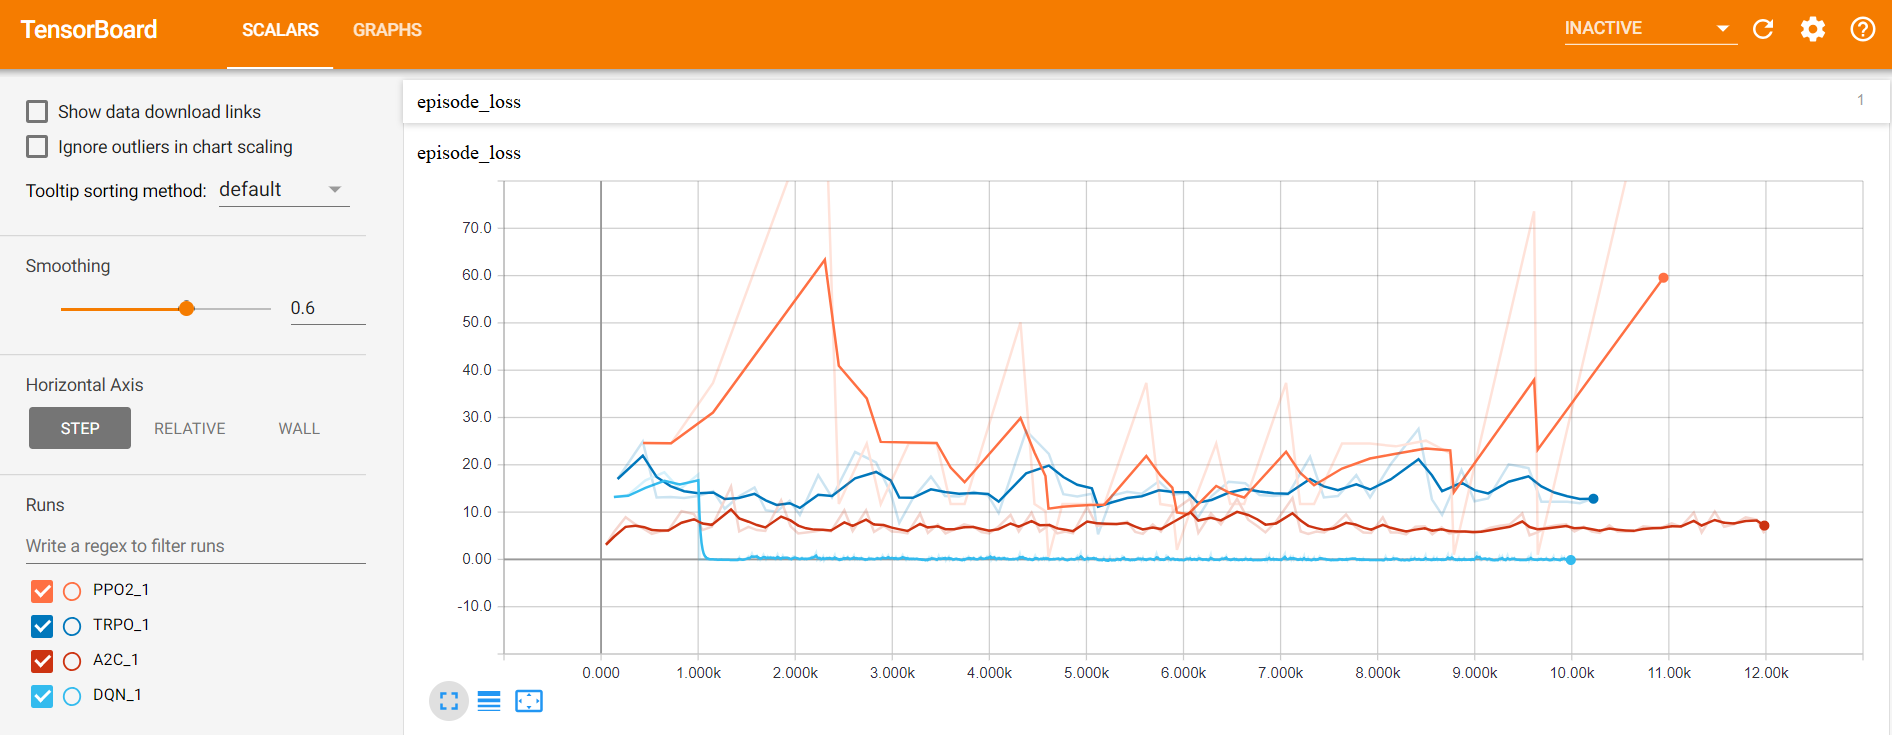 TensorBoard SCALARS GRAPHS INACTIVE
Show data download links
Ignore outliers in chart scaling
Tooltip sorting method: default
Smoothing
0.6
Horizontal Axis
STEP RELATIVE WALL
Runs
Write a regex to filter runs
PPO2_1
TRPO_1
A2C_1
DQN_1
episode_loss 1
episode_loss
70.0
60.0
50.0
40.0
30.0
20.0
10.0
0.00
-10.0
0.000 1.000k 2.000k 3.000k 4.000k 5.000k 6.000k 7.000k 8.000k 9.000k 10.00k 11.00k 12.00k